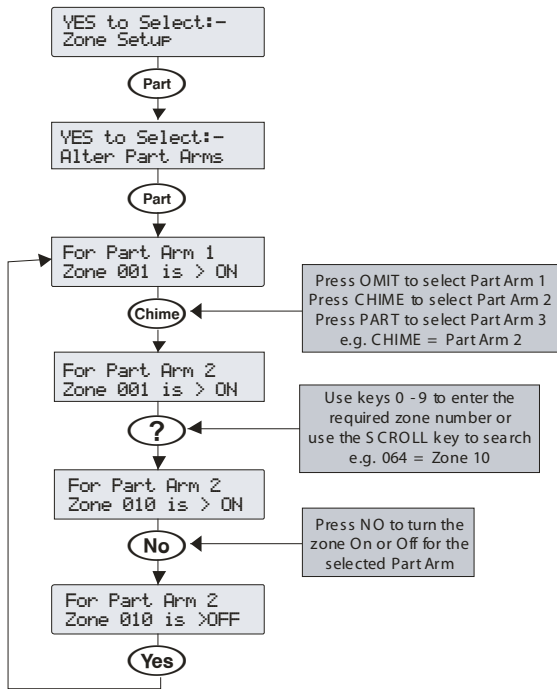 YES to Select:-
Zone Setup
Part
YES to Select:-
Alter Part Arms
Part
For Part Arm 1
Zone 001 is > ON
Press OMIT to select Part Arm 1
Press CHIME to select Part Arm 2
Press PART to select Part Arm 3
e.g. CHIME = Part Arm 2
Chime
For Part Arm 2
Zone 001 is > ON
Use keys 0 - 9 to enter the
required zone number or
use the SCROLL key to search
e.g. 064 = Zone 10
?
For Part Arm 2
Zone 010 is > ON
Press NO to turn the
zone On or Off for the
selected Part Arm
No
For Part Arm 2
Zone 010 is >OFF
Yes